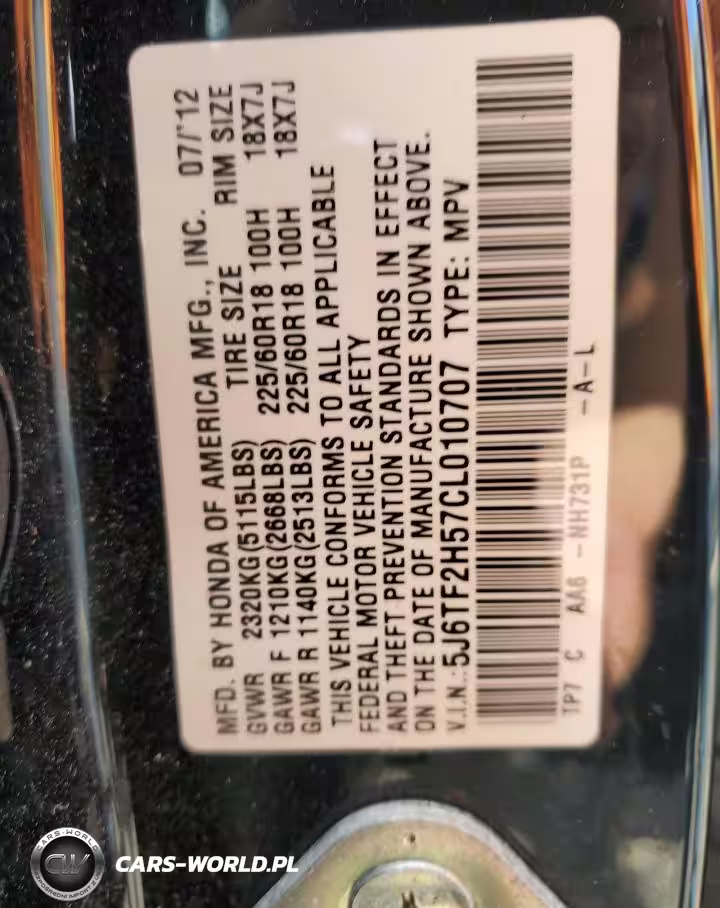 MFD. BY HONDA OF AMERICA MFG., INC. 07/'12
GVWR 2320KG(5115LBS) TIRE SIZE RIM SIZE
GAWR F 1210KG(2668LBS) 225/60R18 100H 18X7J
GAWR R 1140KG(2513LBS) 225/60R18 100H 18X7J
THIS VEHICLE CONFORMS TO ALL APPLICABLE
FEDERAL MOTOR VEHICLE SAFETY
AND THEFT PREVENTION STANDARDS IN EFFECT
ON THE DATE OF MANUFACTURE SHOWN ABOVE.
V.I.N.:5J6TF2H57CL010707 TYPE: MPV
TP7 C AA6 -NH731P -A-L
CARS-WORLD
CW
CARS-WORLD.PL